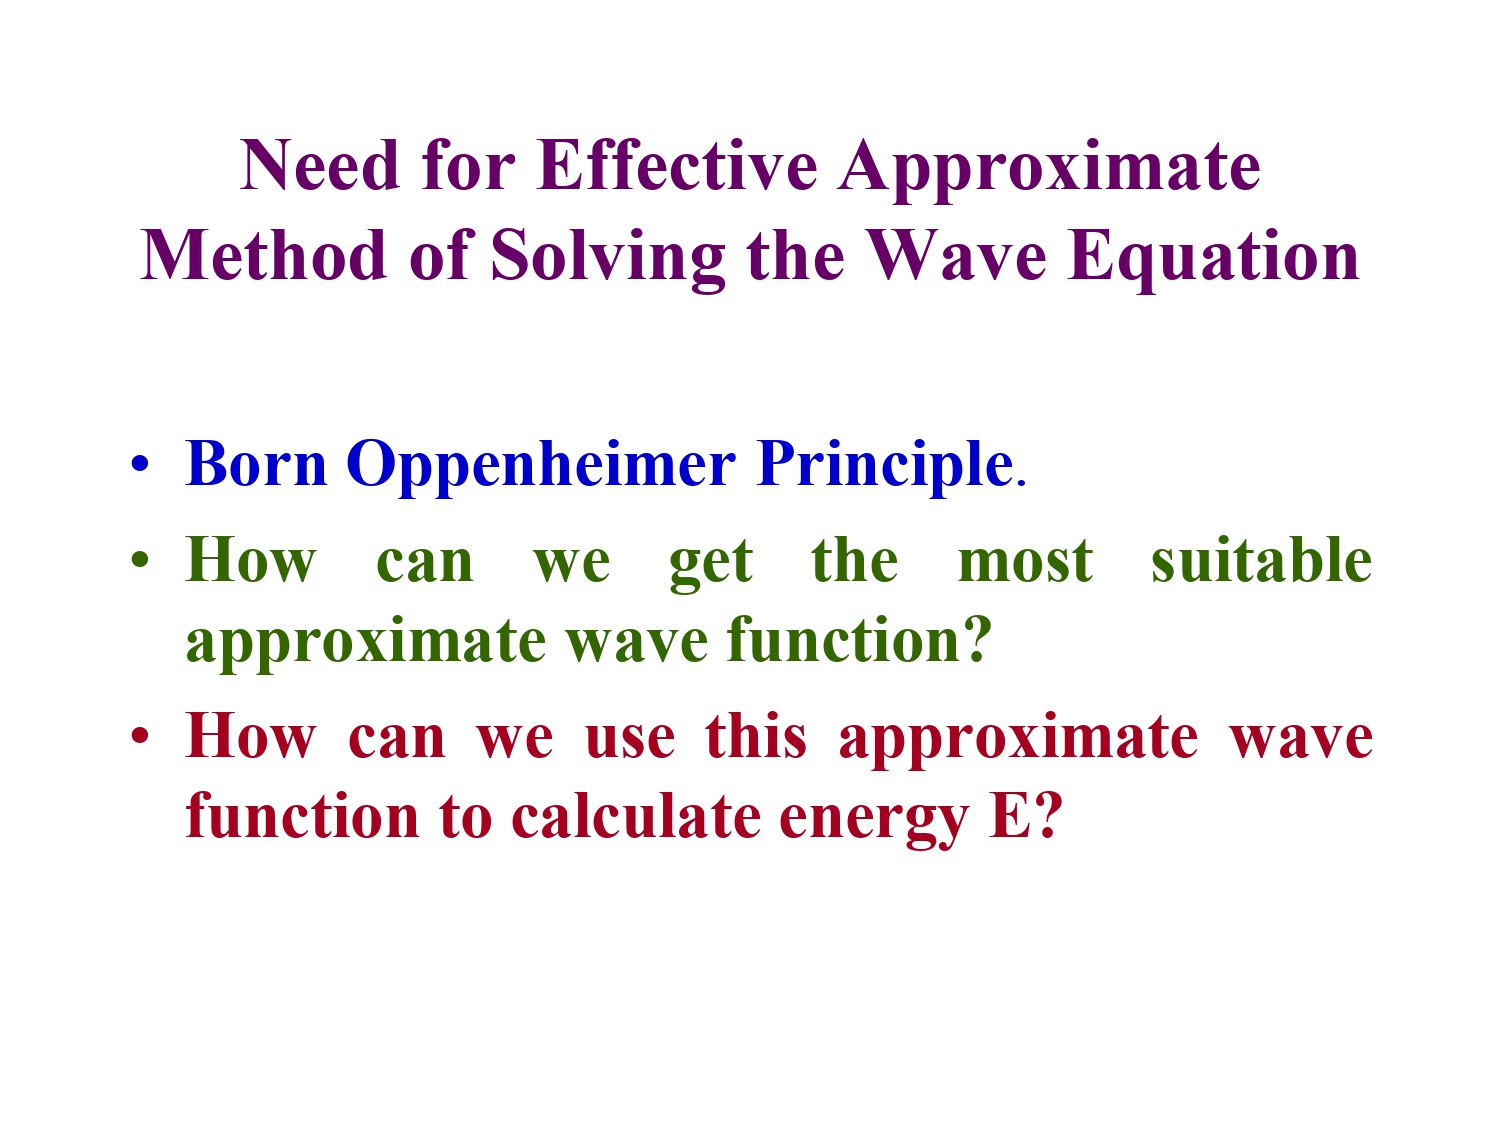 Need for Effective Approximate
Method of Solving the Wave Equation
• Born Oppenheimer Principle.
• How can we get the most suitable
approximate wave function?
• How can we use this approximate wave
function to calculate energy E?